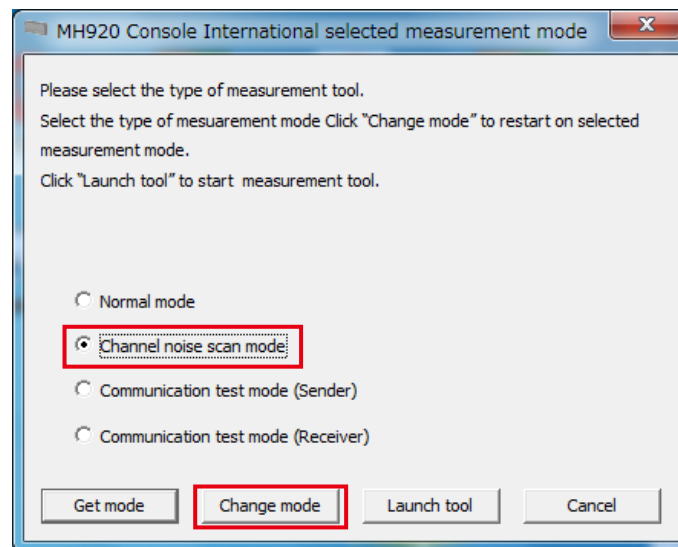 MH920 Console International selected measurement mode
Please select the type of measurement tool.
Select the type of mesuarement mode Click “Change mode” to restart on selected
measurement mode.
Click “Launch tool” to start measurement tool.
Normal mode
Channel noise scan mode
Communication test mode (Sender)
Communication test mode (Receiver)
Get mode Change mode Launch tool Cancel